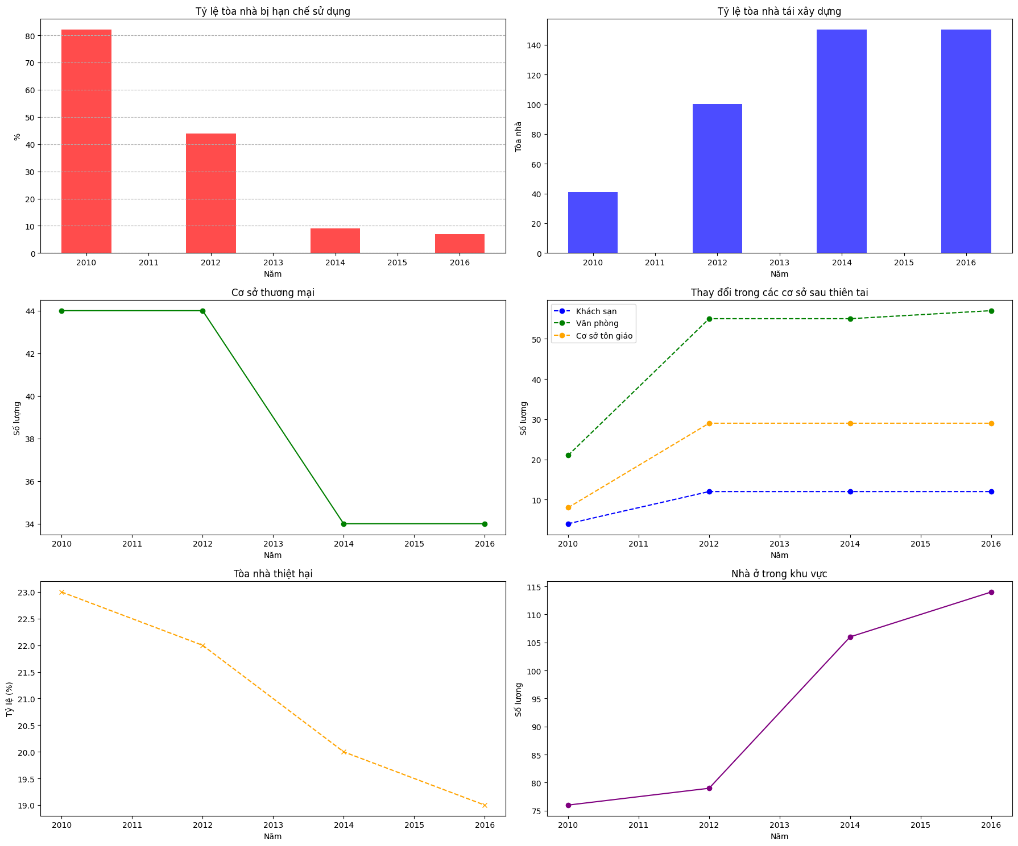 Tỷ lệ tòa nhà bị hạn chế sử dụng
%
80
70
60
50
40
30
20
10
0
2010 2011 2012 2013 2014 2015 2016
Năm
Tỷ lệ tòa nhà tái xây dựng
Tòa nhà
140
120
100
80
60
40
20
0
2010 2011 2012 2013 2014 2015 2016
Năm
Cơ sở thương mại
Số lượng
44
42
40
38
36
34
2010 2011 2012 2013 2014 2015 2016
Năm
Thay đổi trong các cơ sở sau thiên tai
Khách sạn
Văn phòng
Cơ sở tôn giáo
Số lượng
50
40
30
20
10
2010 2011 2012 2013 2014 2015 2016
Năm
Tòa nhà thiệt hại
Tỷ lệ (%)
23.0
22.5
22.0
21.5
21.0
20.5
20.0
19.5
19.0
2010 2011 2012 2013 2014 2015 2016
Năm
Nhà ở trong khu vực
Số lượng
115
110
105
100
95
90
85
80
75
2010 2011 2012 2013 2014 2015 2016
Năm